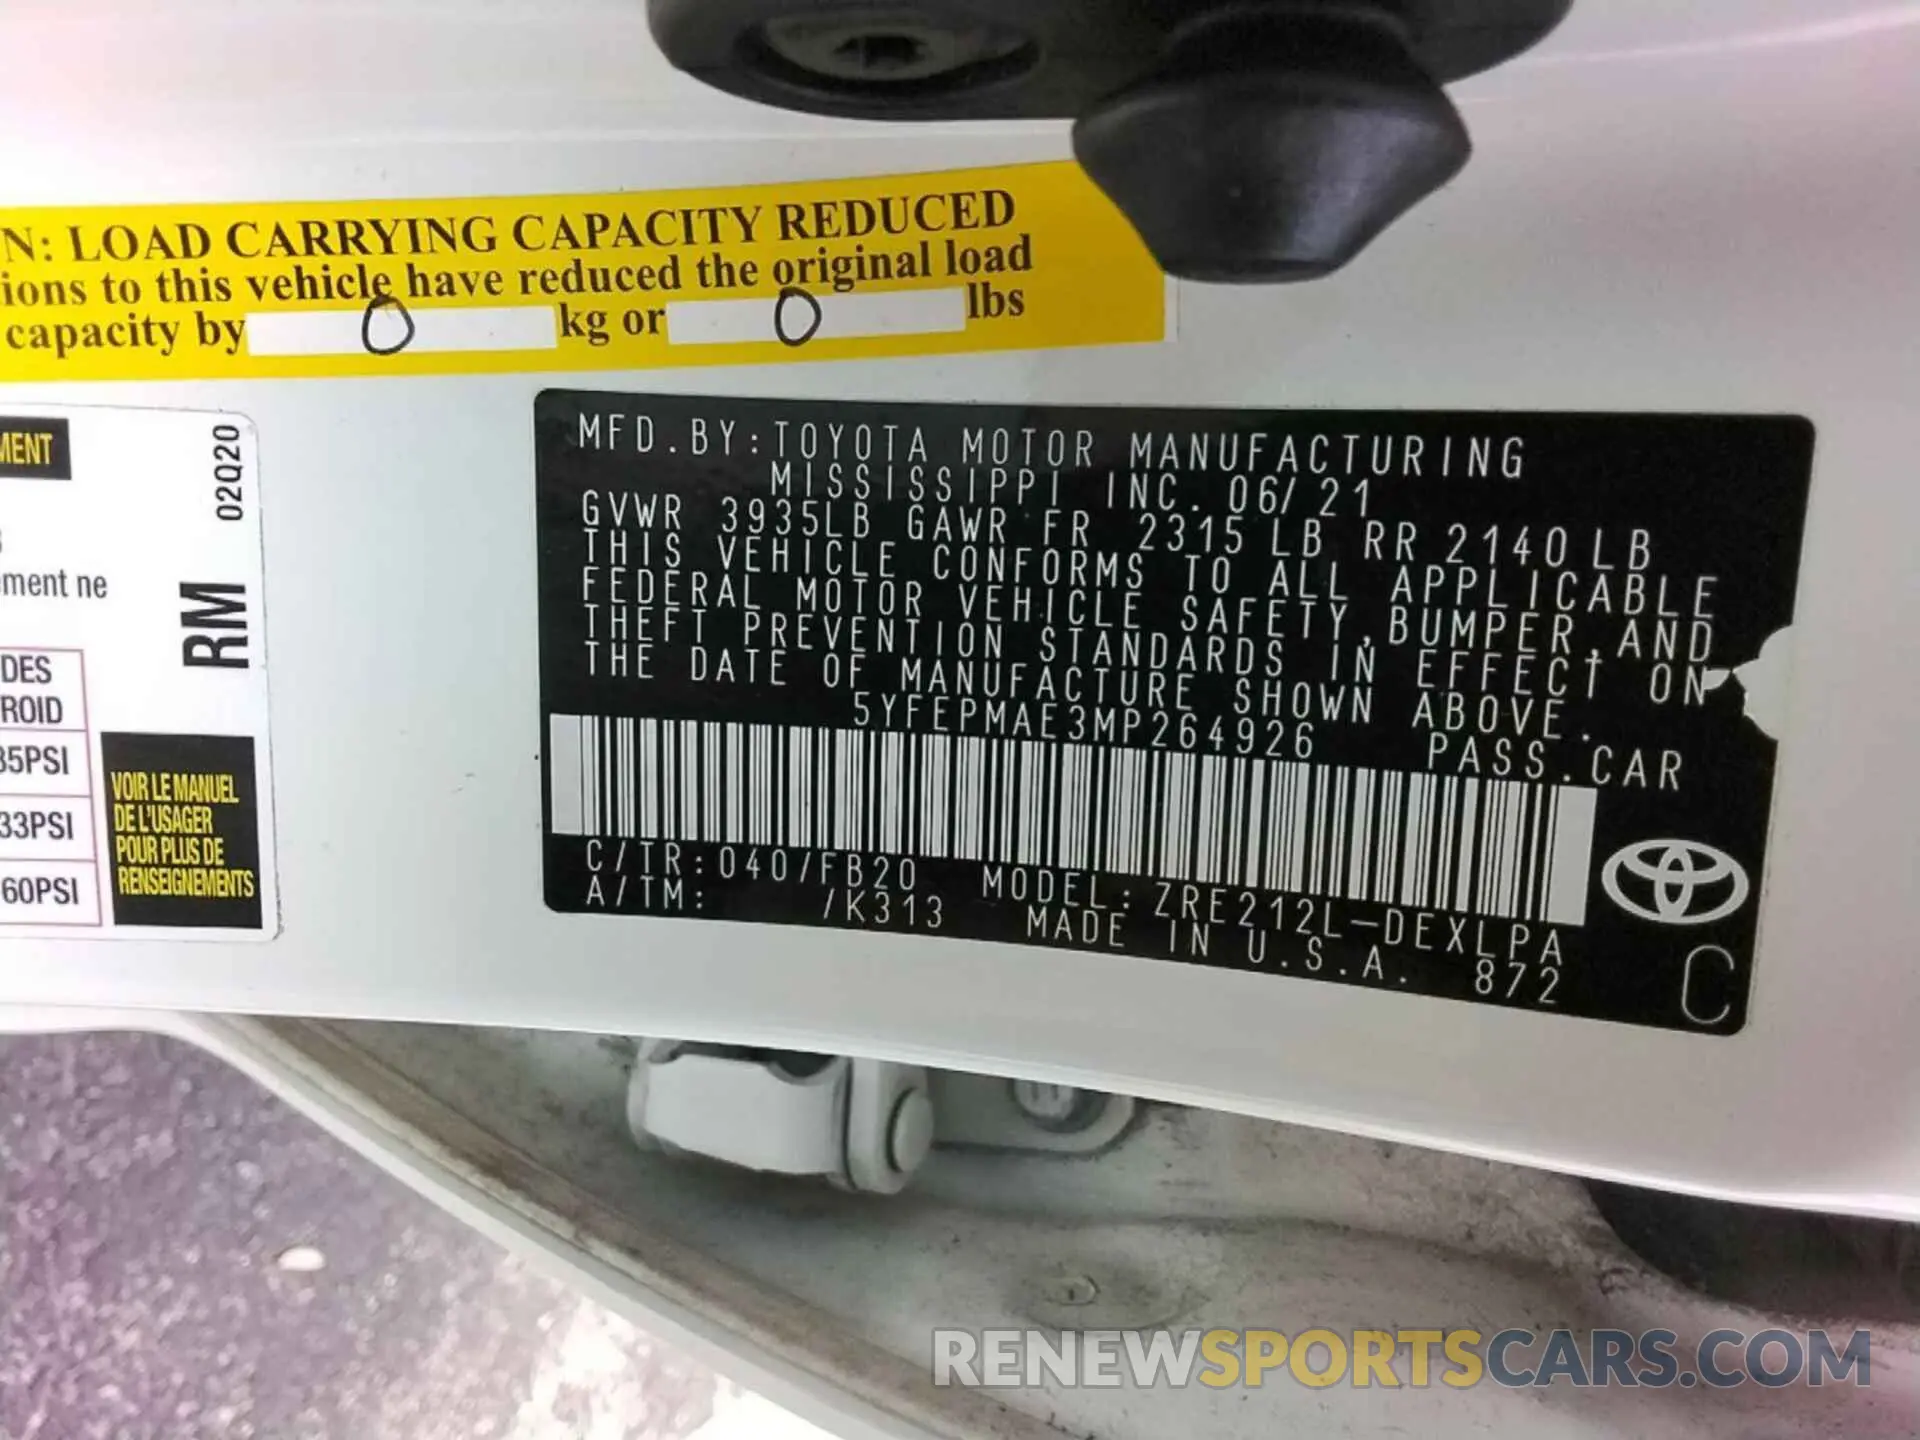 N: LOAD CARRYING CAPACITY REDUCED
ions to this vehicle have reduced the original load
capacity by 0 kg or 0 lbs
MENT
02Q20
ement ne
RM
DES
ROID
35PSI
33PSI
60PSI
VOIR LE MANUEL
DE L'USAGER
POUR PLUS DE
RENSEIGNEMENTS
MFD.BY:TOYOTA MOTOR MANUFACTURING
MISSISSIPPI INC. 06/21
GVWR 3935LB GAWR FR 2315LB RR 2140LB
THIS VEHICLE CONFORMS TO ALL APPLICABLE
FEDERAL MOTOR VEHICLE SAFETY,BUMPER,AND
THEFT PREVENTION STANDARDS IN EFFECT ON
THE DATE OF MANUFACTURE SHOWN ABOVE.
5YFEPMAE3MP264926 PASS.CAR
C/TR:040/FB20 MODEL:ZRE212L-DEXLPA
A/TM: /K313 MADE IN U.S.A. 872
C
RENEWSPORTSCARS.COM